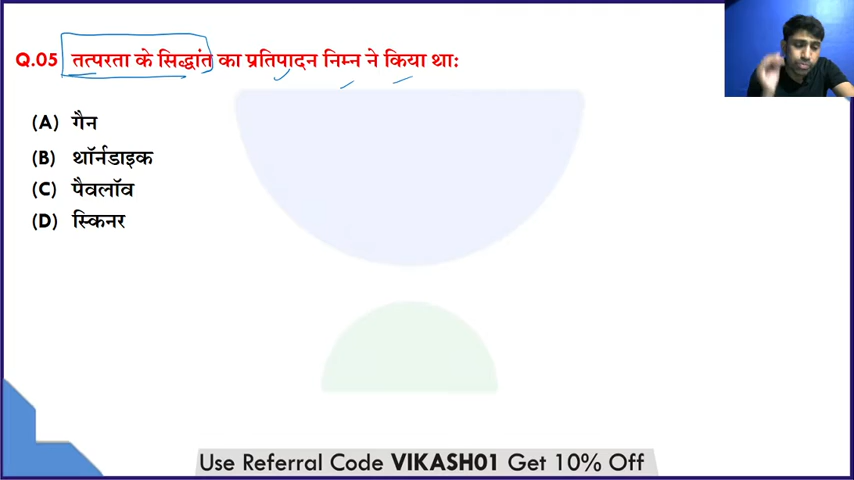 Q.05 तत्परता के सिद्धांत का प्रतिपादन निम्न ने किया था:
(A) गैन
(B) थॉर्नडाइक
(C) पैवलॉव
(D) स्किनर
Use Referral Code VIKASH01 Get 10% Off